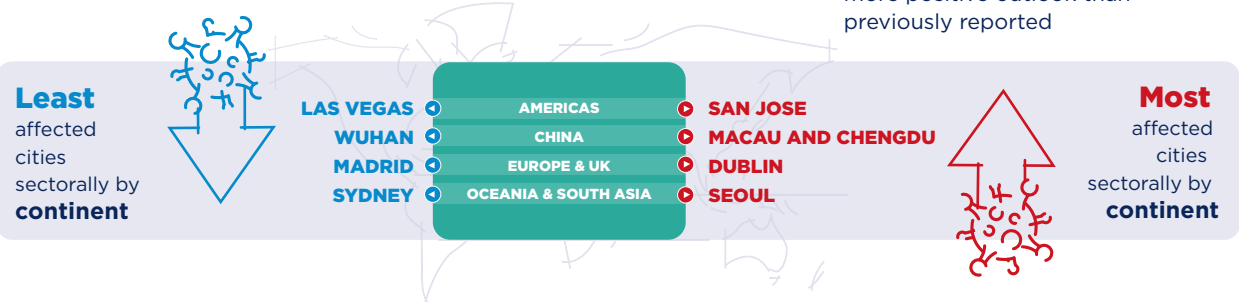 previously reported
Least
affected
cities
sectorally by
continent
LAS VEGAS AMERICAS SAN JOSE
WUHAN CHINA MACAU AND CHENGDU
MADRID EUROPE & UK DUBLIN
SYDNEY OCEANIA & SOUTH ASIA SEOUL
Most
affected
cities
sectorally by
continent